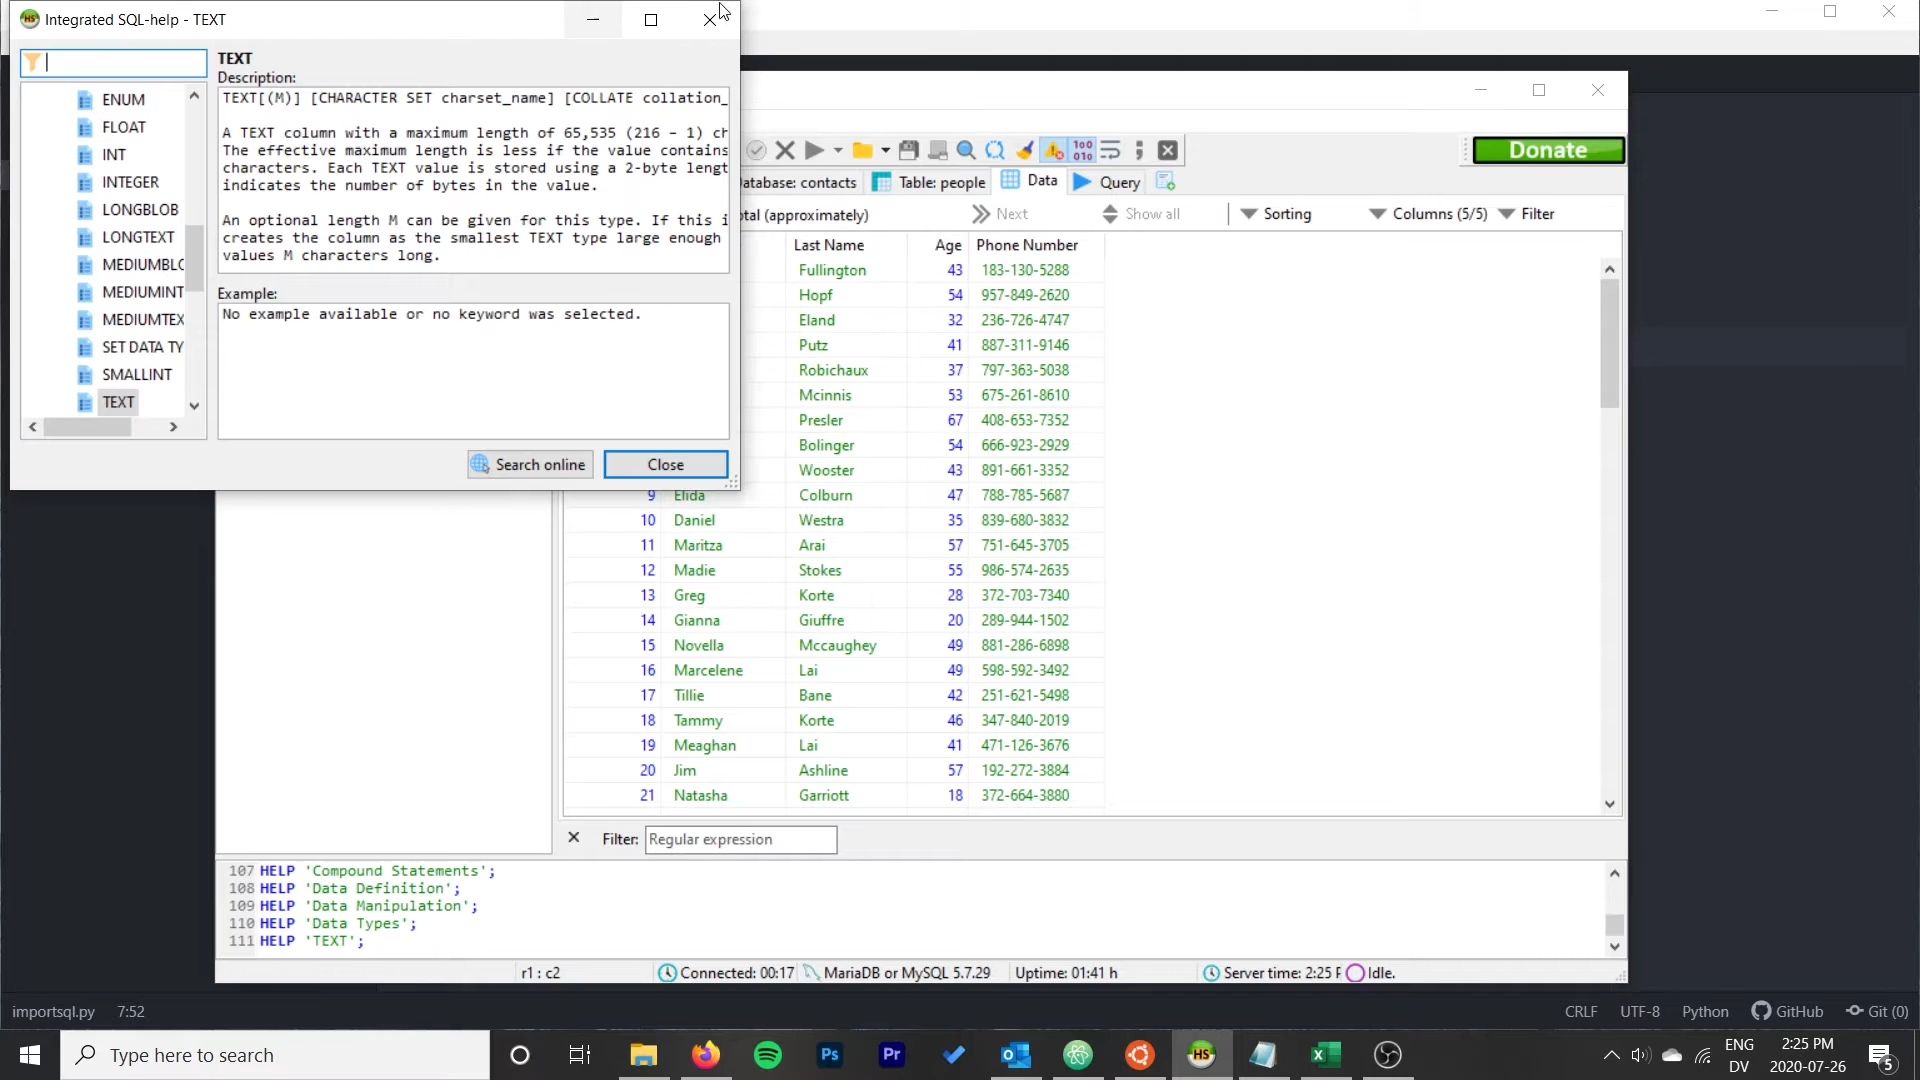 Integrated SQL-help - TEXT
TEXT
Description:
TEXT[(M)] [CHARACTER SET charset_name] [COLLATE collation_
A TEXT column with a maximum length of 65,535 (216 – 1) ch
The effective maximum length is less if the value contains
characters. Each TEXT value is stored using a 2-byte lengt
indicates the number of bytes in the value.
An optional length M can be given for this type. If this i
creates the column as the smallest TEXT type large enough
values M characters long.
Example:
No example available or no keyword was selected.
ENUM
FLOAT
INT
INTEGER
LONGBLOB
LONGTEXT
MEDIUMBLO
MEDIUMINT
MEDIUMTEX
SET DATA TY
SMALLINT
TEXT
Search online
Close
Donate
atabase: contacts
Table: people
Data
Query
otal (approximately)
Next
Show all
Sorting
Columns (5/5)
Filter
Last Name Age Phone Number
Fullington 43 183-130-5288
Hopf 54 957-849-2620
Eland 32 236-726-4747
Putz 41 887-311-9146
Robichaux 37 797-363-5038
Mcinnis 53 675-261-8610
Presler 67 408-653-7352
Bolinger 54 666-923-2929
Wooster 43 891-661-3352
9 Elida Colburn 47 788-785-5687
10 Daniel Westra 35 839-680-3832
11 Maritza Arai 57 751-645-3705
12 Madie Stokes 55 986-574-2635
13 Greg Korte 28 372-703-7340
14 Gianna Giuffre 20 289-944-1502
15 Novella Mccaughey 49 881-286-6898
16 Marcelene Lai 49 598-592-3492
17 Tillie Bane 42 251-621-5498
18 Tammy Korte 46 347-840-2019
19 Meaghan Lai 41 471-126-3676
20 Jim Ashline 57 192-272-3884
21 Natasha Garriott 18 372-664-3880
Filter: Regular expression
107 HELP 'Compound Statements';
108 HELP 'Data Definition';
109 HELP 'Data Manipulation';
110 HELP 'Data Types';
111 HELP 'TEXT';
r1 : c2
Connected: 00:17
MariaDB or MySQL 5.7.29
Uptime: 01:41 h
Server time: 2:25 P
Idle.
importsql.py 7:52
CRLF UTF-8 Python GitHub Git (0)
Type here to search
Ps
Pr
HS
ENG
DV
2:25 PM
2020-07-26
5